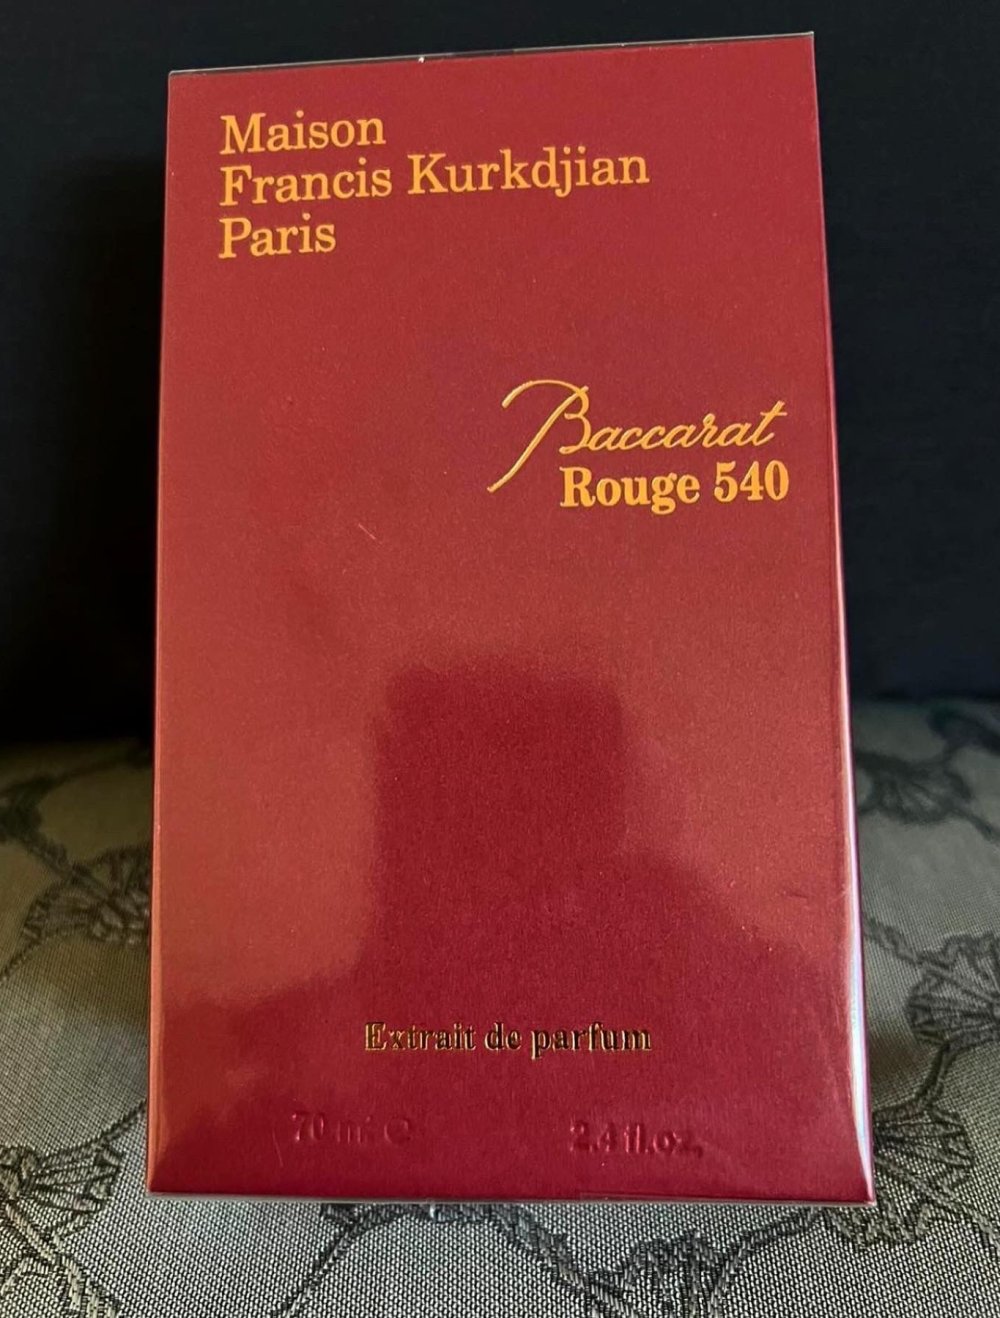 Maison
Francis Kurkdjian
Paris
Baccarat
Rouge 540
Extrait de parfum
70 ml ℮ 2.4 fl.oz.